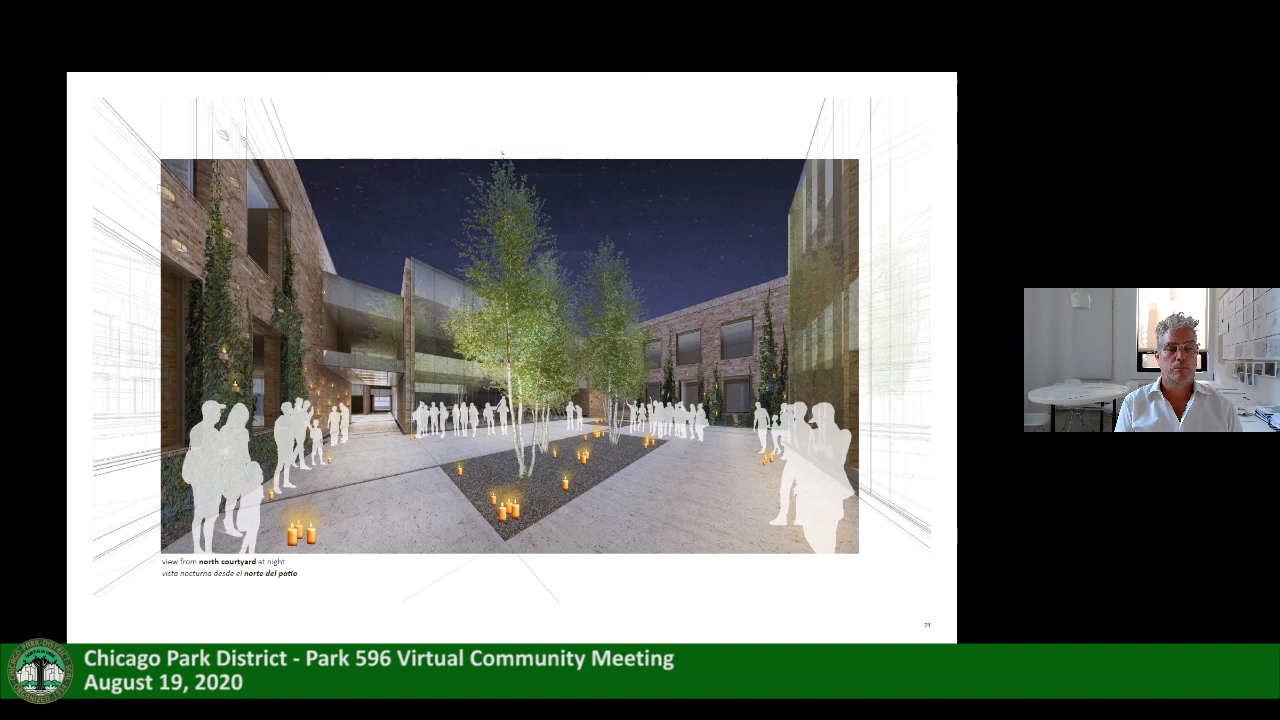 view from north courtyard at night
vista nocturna desde el norte del patio
21
Chicago Park District - Park 596 Virtual Community Meeting
August 19, 2020